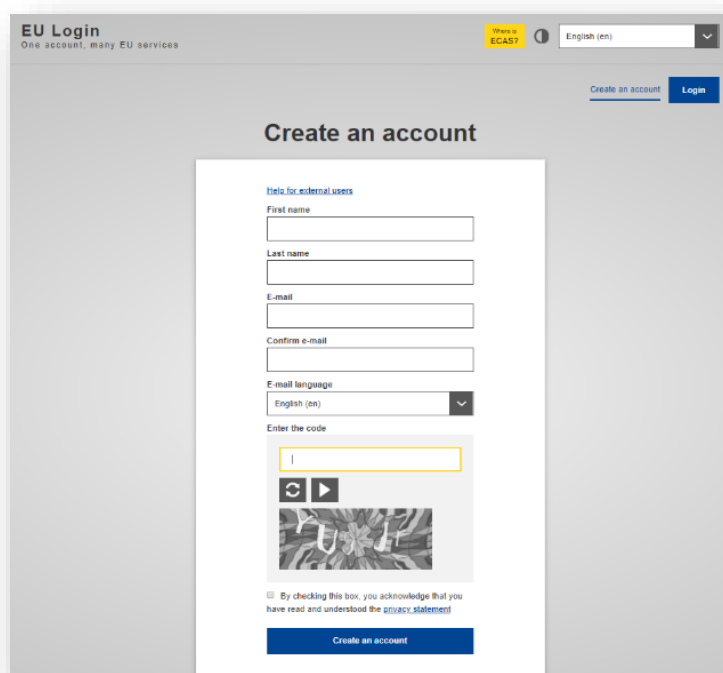 EU Login
One account, many EU services
Where is
ECAS?
English (en)
Create an account
Login
Create an account
Help for external users
First name
Last name
E-mail
Confirm e-mail
E-mail language
English (en)
Enter the code
By checking this box, you acknowledge that you
have read and understood the privacy statement
Create an account